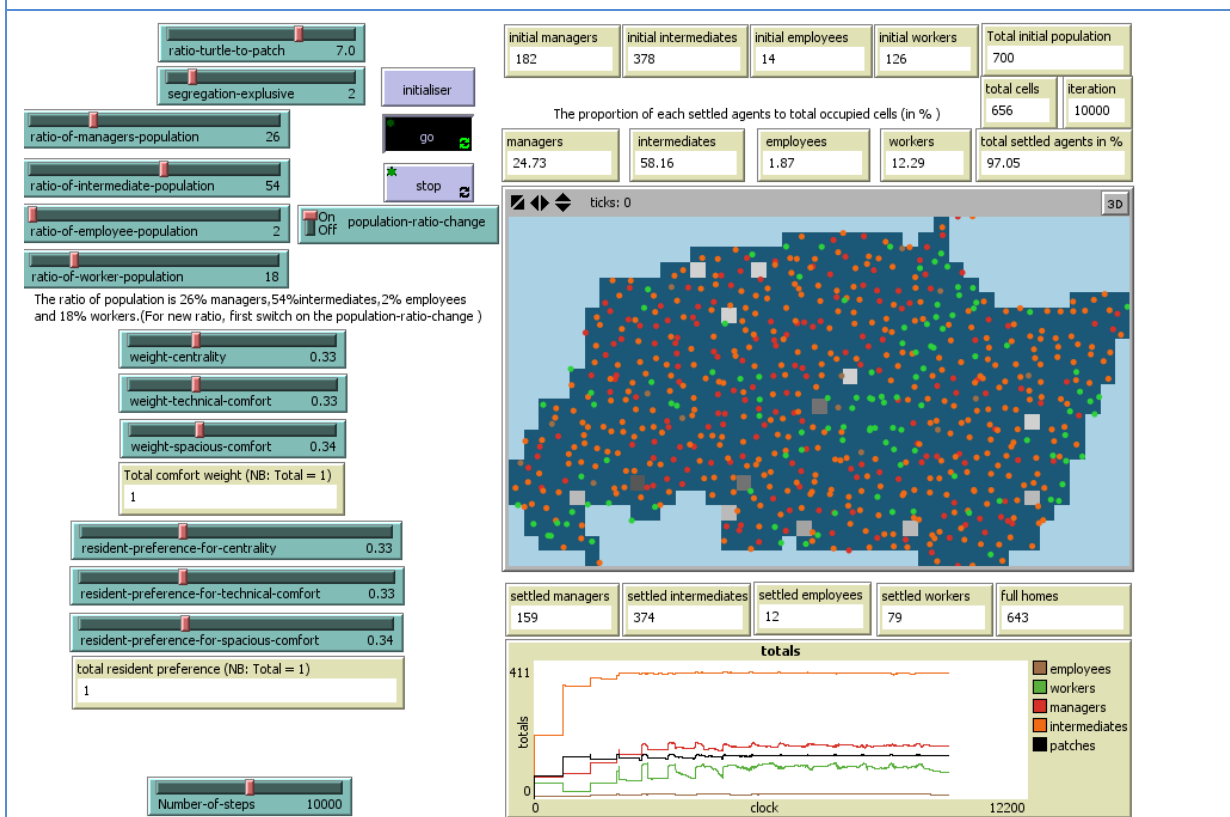 ratio-turtle-to-patch 7.0
segregation-explusive 2
ratio-of-managers-population 26
ratio-of-intermediate-population 54
ratio-of-employee-population 2
ratio-of-worker-population 18
initialiser
go
stop
On
Off
population-ratio-change
The ratio of population is 26% managers,54%intermediates,2% employees
and 18% workers.(For new ratio, first switch on the population-ratio-change )
weight-centrality 0.33
weight-technical-comfort 0.33
weight-spacious-comfort 0.34
Total comfort weight (NB: Total = 1)
1
resident-preference-for-centrality 0.33
resident-preference-for-technical-comfort 0.33
resident-preference-for-spacious-comfort 0.34
total resident preference (NB: Total = 1)
1
Number-of-steps 10000
initial managers
182
initial intermediates
378
initial employees
14
initial workers
126
Total initial population
700
total cells
656
iteration
10000
The proportion of each settled agents to total occupied cells (in % )
managers
24.73
intermediates
58.16
employees
1.87
workers
12.29
total settled agents in %
97.05
ticks: 0
3D
settled managers
159
settled intermediates
374
settled employees
12
settled workers
79
full homes
643
totals
411
totals
0
0
clock
12200
employees
workers
managers
intermediates
patches